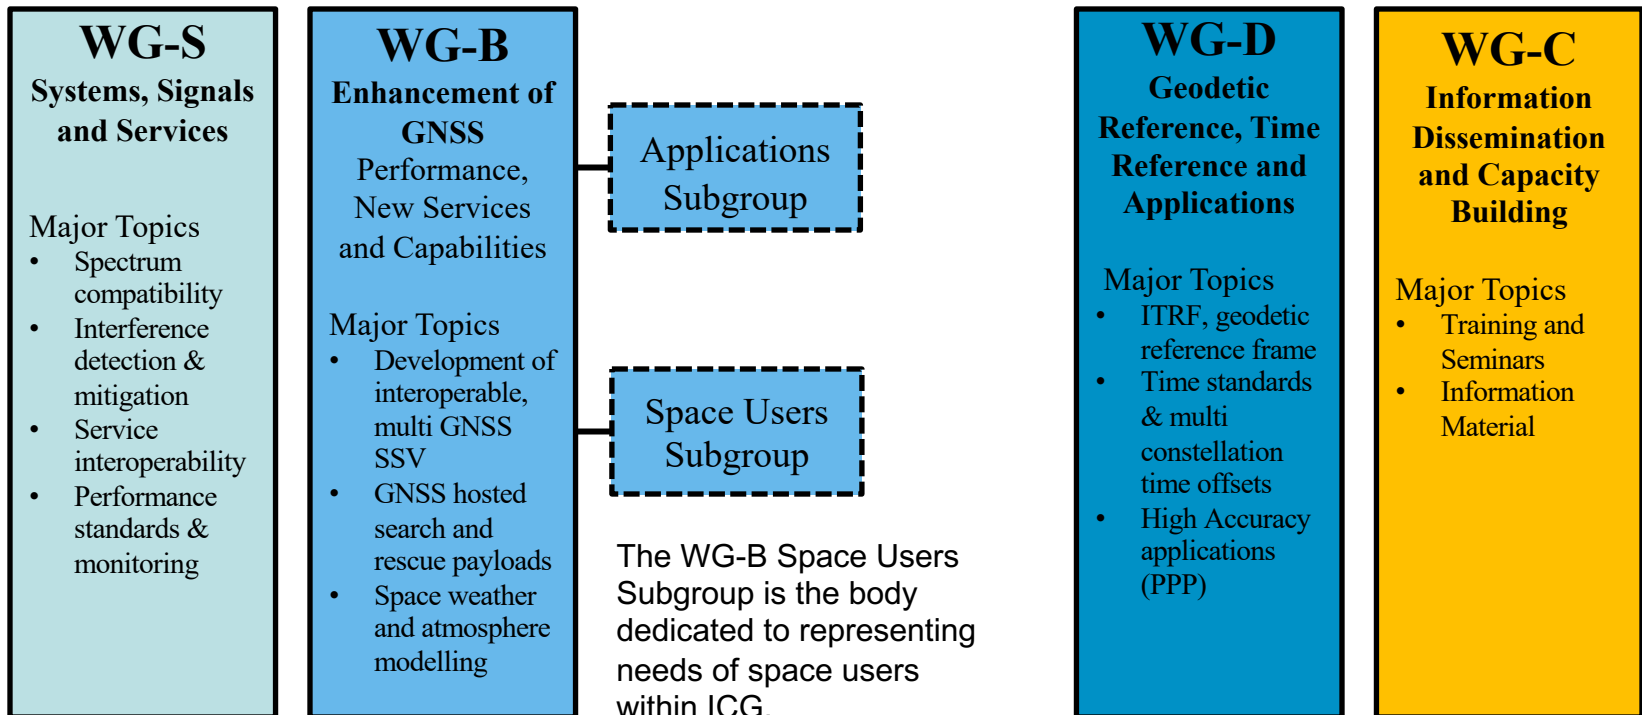 WG-S
Systems, Signals
and Services
Major Topics
• Spectrum
compatibility
• Interference
detection &
mitigation
• Service
interoperability
• Performance
standards &
monitoring
WG-B
Enhancement of
GNSS
Performance,
New Services
and Capabilities
Major Topics
• Development of
interoperable,
multi GNSS
SSV
• GNSS hosted
search and
rescue payloads
• Space weather
and atmosphere
modelling
Applications
Subgroup
Space Users
Subgroup
The WG-B Space Users
Subgroup is the body
dedicated to representing
needs of space users
within ICG.
WG-D
Geodetic
Reference, Time
Reference and
Applications
Major Topics
• ITRF, geodetic
reference frame
• Time standards
& multi
constellation
time offsets
• High Accuracy
applications
(PPP)
WG-C
Information
Dissemination
and Capacity
Building
Major Topics
• Training and
Seminars
• Information
Material